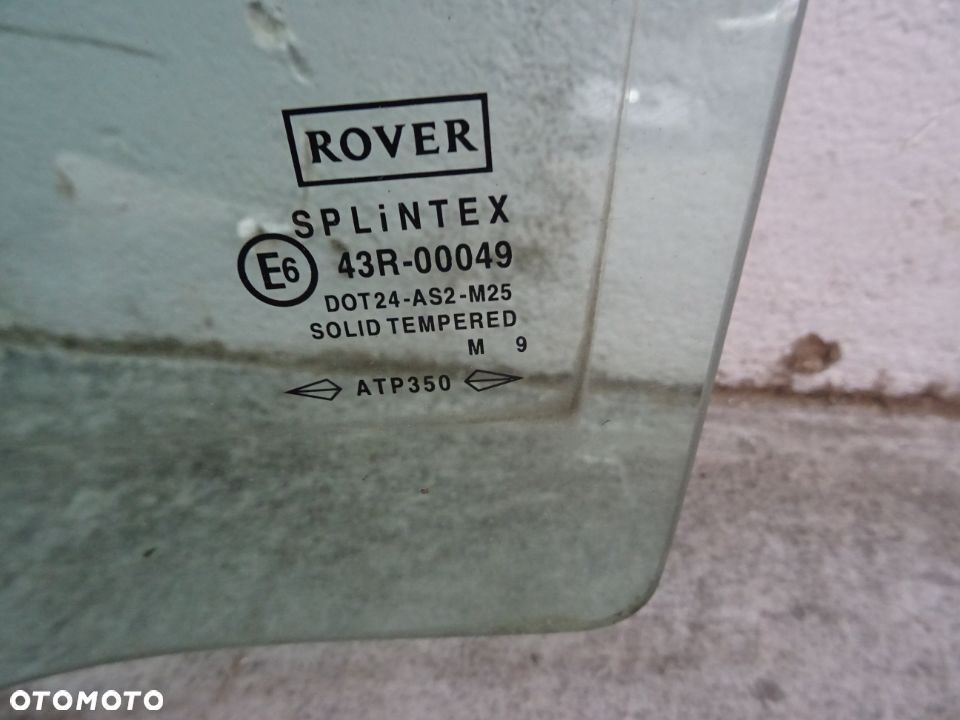 ROVER
SPLiNTEX
E6 43R-00049
DOT24-AS2-M25
SOLID TEMPERED
M 9
ATP350
OTOMOTO